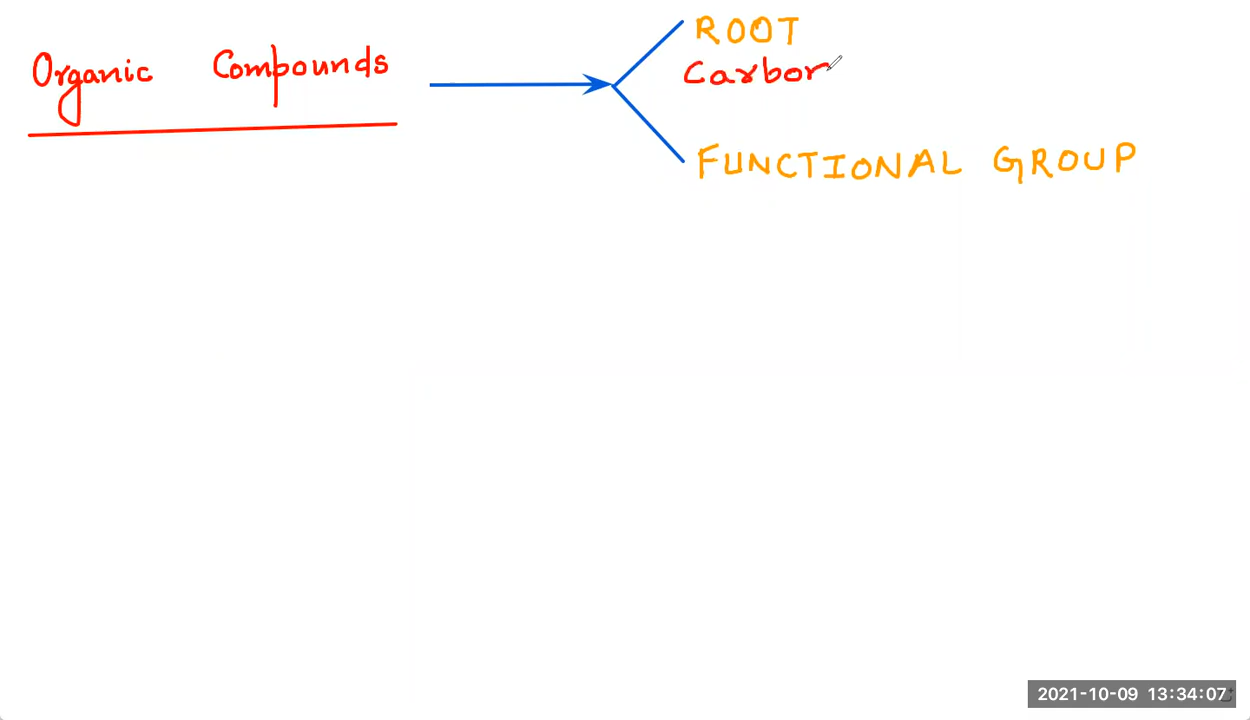 Organic Compounds
ROOT
Carbon
FUNCTIONAL GROUP
2021-10-09 13:34:07